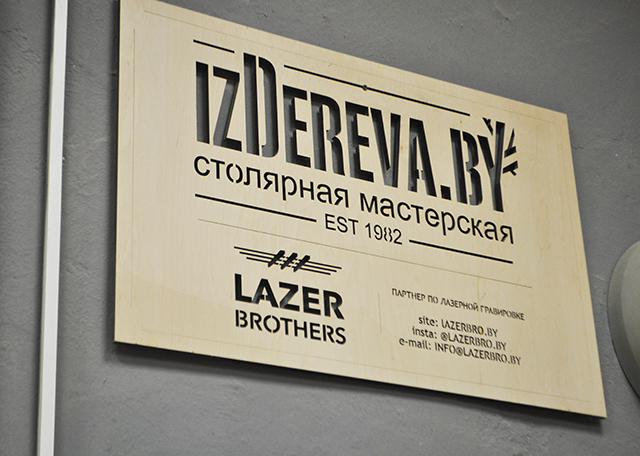 izDereva.by
столярная мастерская
EST 1982
LAZER
BROTHERS
ПАРТНЕР ПО ЛАЗЕРНОЙ ГРАВИРОВКЕ
site: LAZERBRO.BY
insta: @LAZERBRO.BY
e-mail: INFO@LAZERBRO.BY